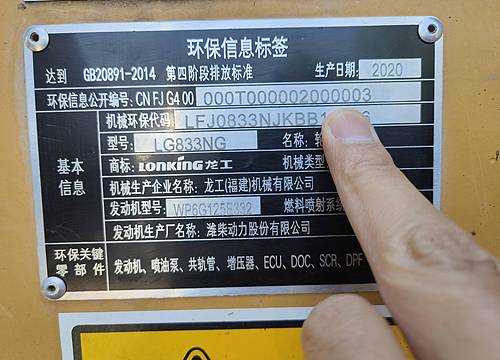 环保信息标签
达到 GB20891-2014 第四阶段排放标准 生产日期: 2020
环保信息公开编号: CN FJ G4 00 000T000002000003
机械环保代码: LFJ0833NJKBB1
型号: LG833NG 名称:
基本信息
商标: LONKING 龙工 机械类型
机械生产企业名称: 龙工(福建)机械有限公司
发动机型号: WP6G125E332 燃料喷射系统
发动机生产厂名称: 潍柴动力股份有限公司
环保关键零部件
发动机、喷油泵、共轨管、增压器、ECU、DOC、SCR、DPF